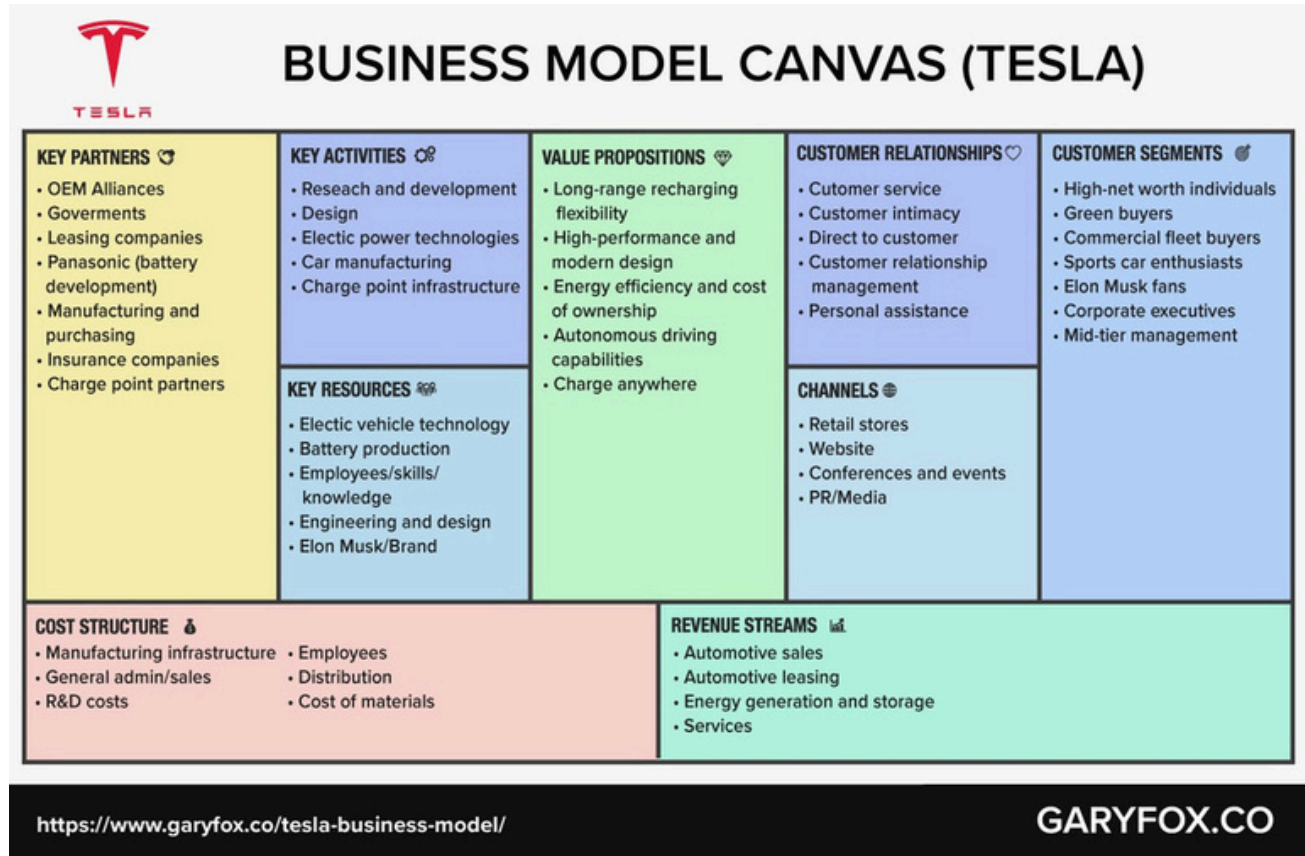 TESLA
BUSINESS MODEL CANVAS (TESLA)
KEY PARTNERS
• OEM Alliances
• Goverments
• Leasing companies
• Panasonic (battery
development)
• Manufacturing and
purchasing
• Insurance companies
• Charge point partners
KEY ACTIVITIES
• Reseach and development
• Design
• Electic power technologies
• Car manufacturing
• Charge point infrastructure
KEY RESOURCES
• Electic vehicle technology
• Battery production
• Employees/skills/
knowledge
• Engineering and design
• Elon Musk/Brand
VALUE PROPOSITIONS
• Long-range recharging
flexibility
• High-performance and
modern design
• Energy efficiency and cost
of ownership
• Autonomous driving
capabilities
• Charge anywhere
CUSTOMER RELATIONSHIPS
• Cutomer service
• Customer intimacy
• Direct to customer
• Customer relationship
management
• Personal assistance
CHANNELS
• Retail stores
• Website
• Conferences and events
• PR/Media
CUSTOMER SEGMENTS
• High-net worth individuals
• Green buyers
• Commercial fleet buyers
• Sports car enthusiasts
• Elon Musk fans
• Corporate executives
• Mid-tier management
COST STRUCTURE
• Manufacturing infrastructure
• General admin/sales
• R&D costs
• Employees
• Distribution
• Cost of materials
REVENUE STREAMS
• Automotive sales
• Automotive leasing
• Energy generation and storage
• Services
https://www.garyfox.co/tesla-business-model/
GARYFOX.CO